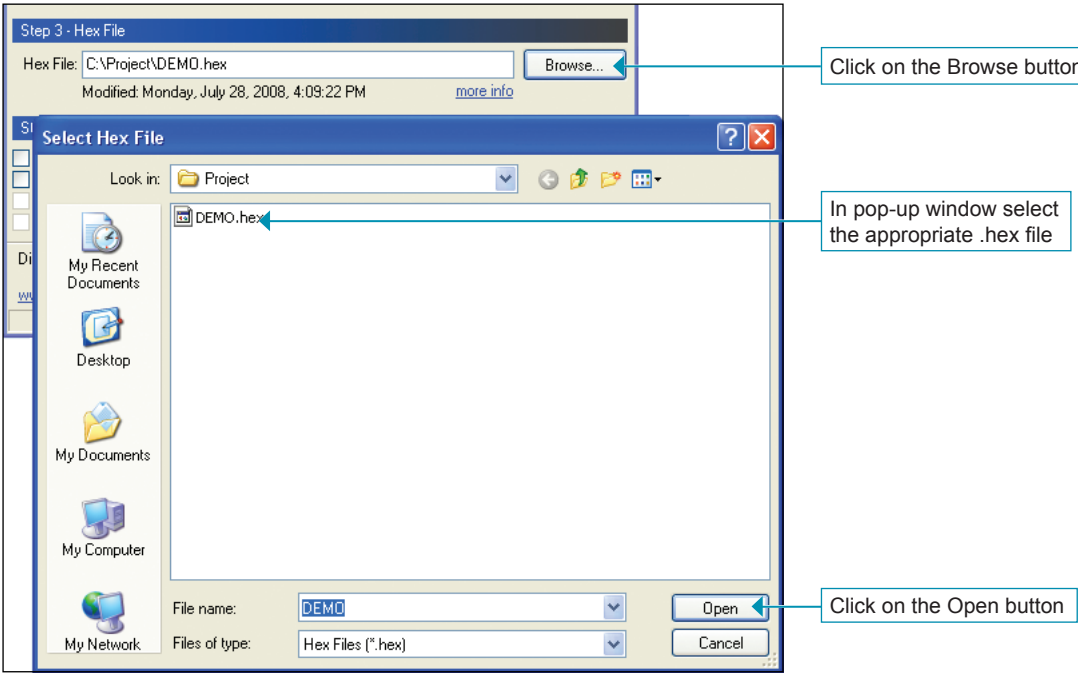 Step 3 - Hex File
Hex File: C:\Project\DEMO.hex Browse...
Modified: Monday, July 28, 2008, 4:09:22 PM more info
Click on the Browse button
Select Hex File
Look in: Project
DEMO.hex
In pop-up window select
the appropriate .hex file
My Recent
Documents
Desktop
My Documents
My Computer
My Network
File name: DEMO Open
Files of type: Hex Files (*.hex) Cancel
Click on the Open button